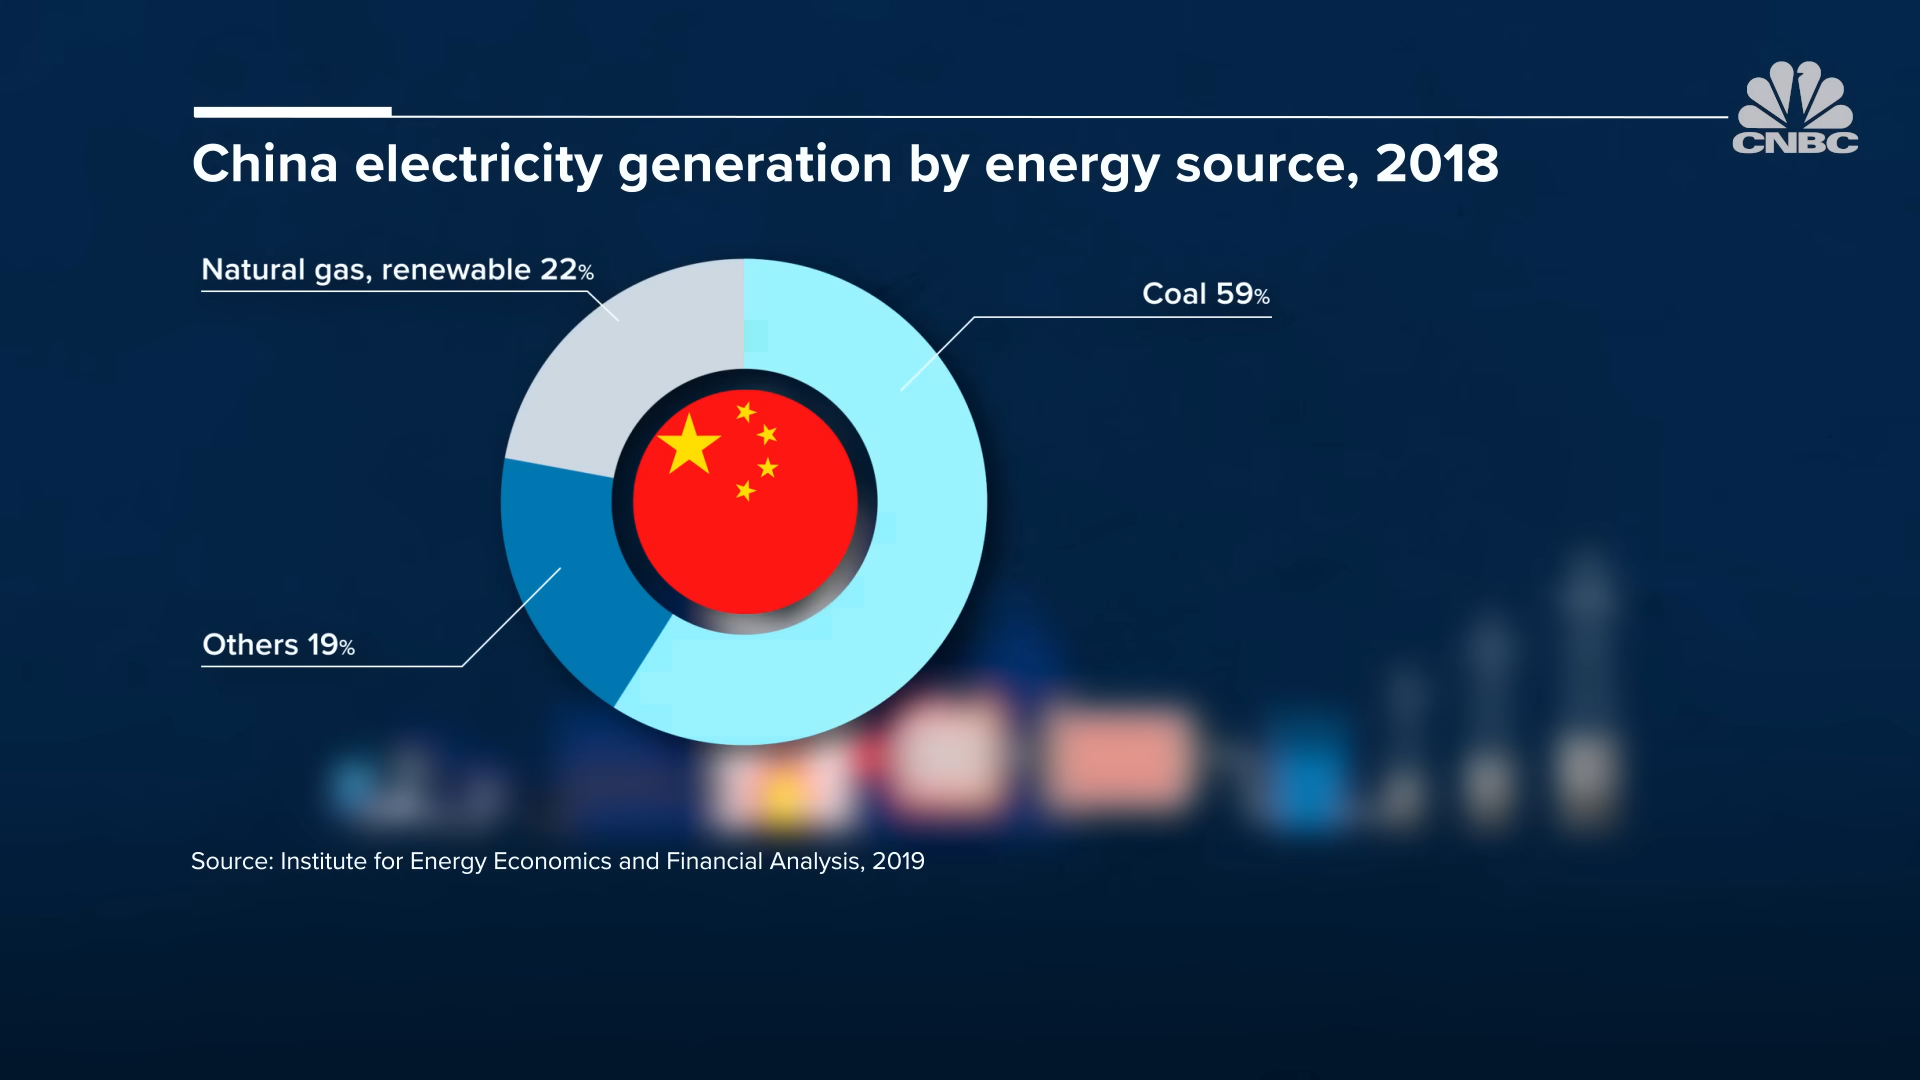 CNBC
China electricity generation by energy source, 2018
Natural gas, renewable 22%
Coal 59%
Others 19%
Source: Institute for Energy Economics and Financial Analysis, 2019